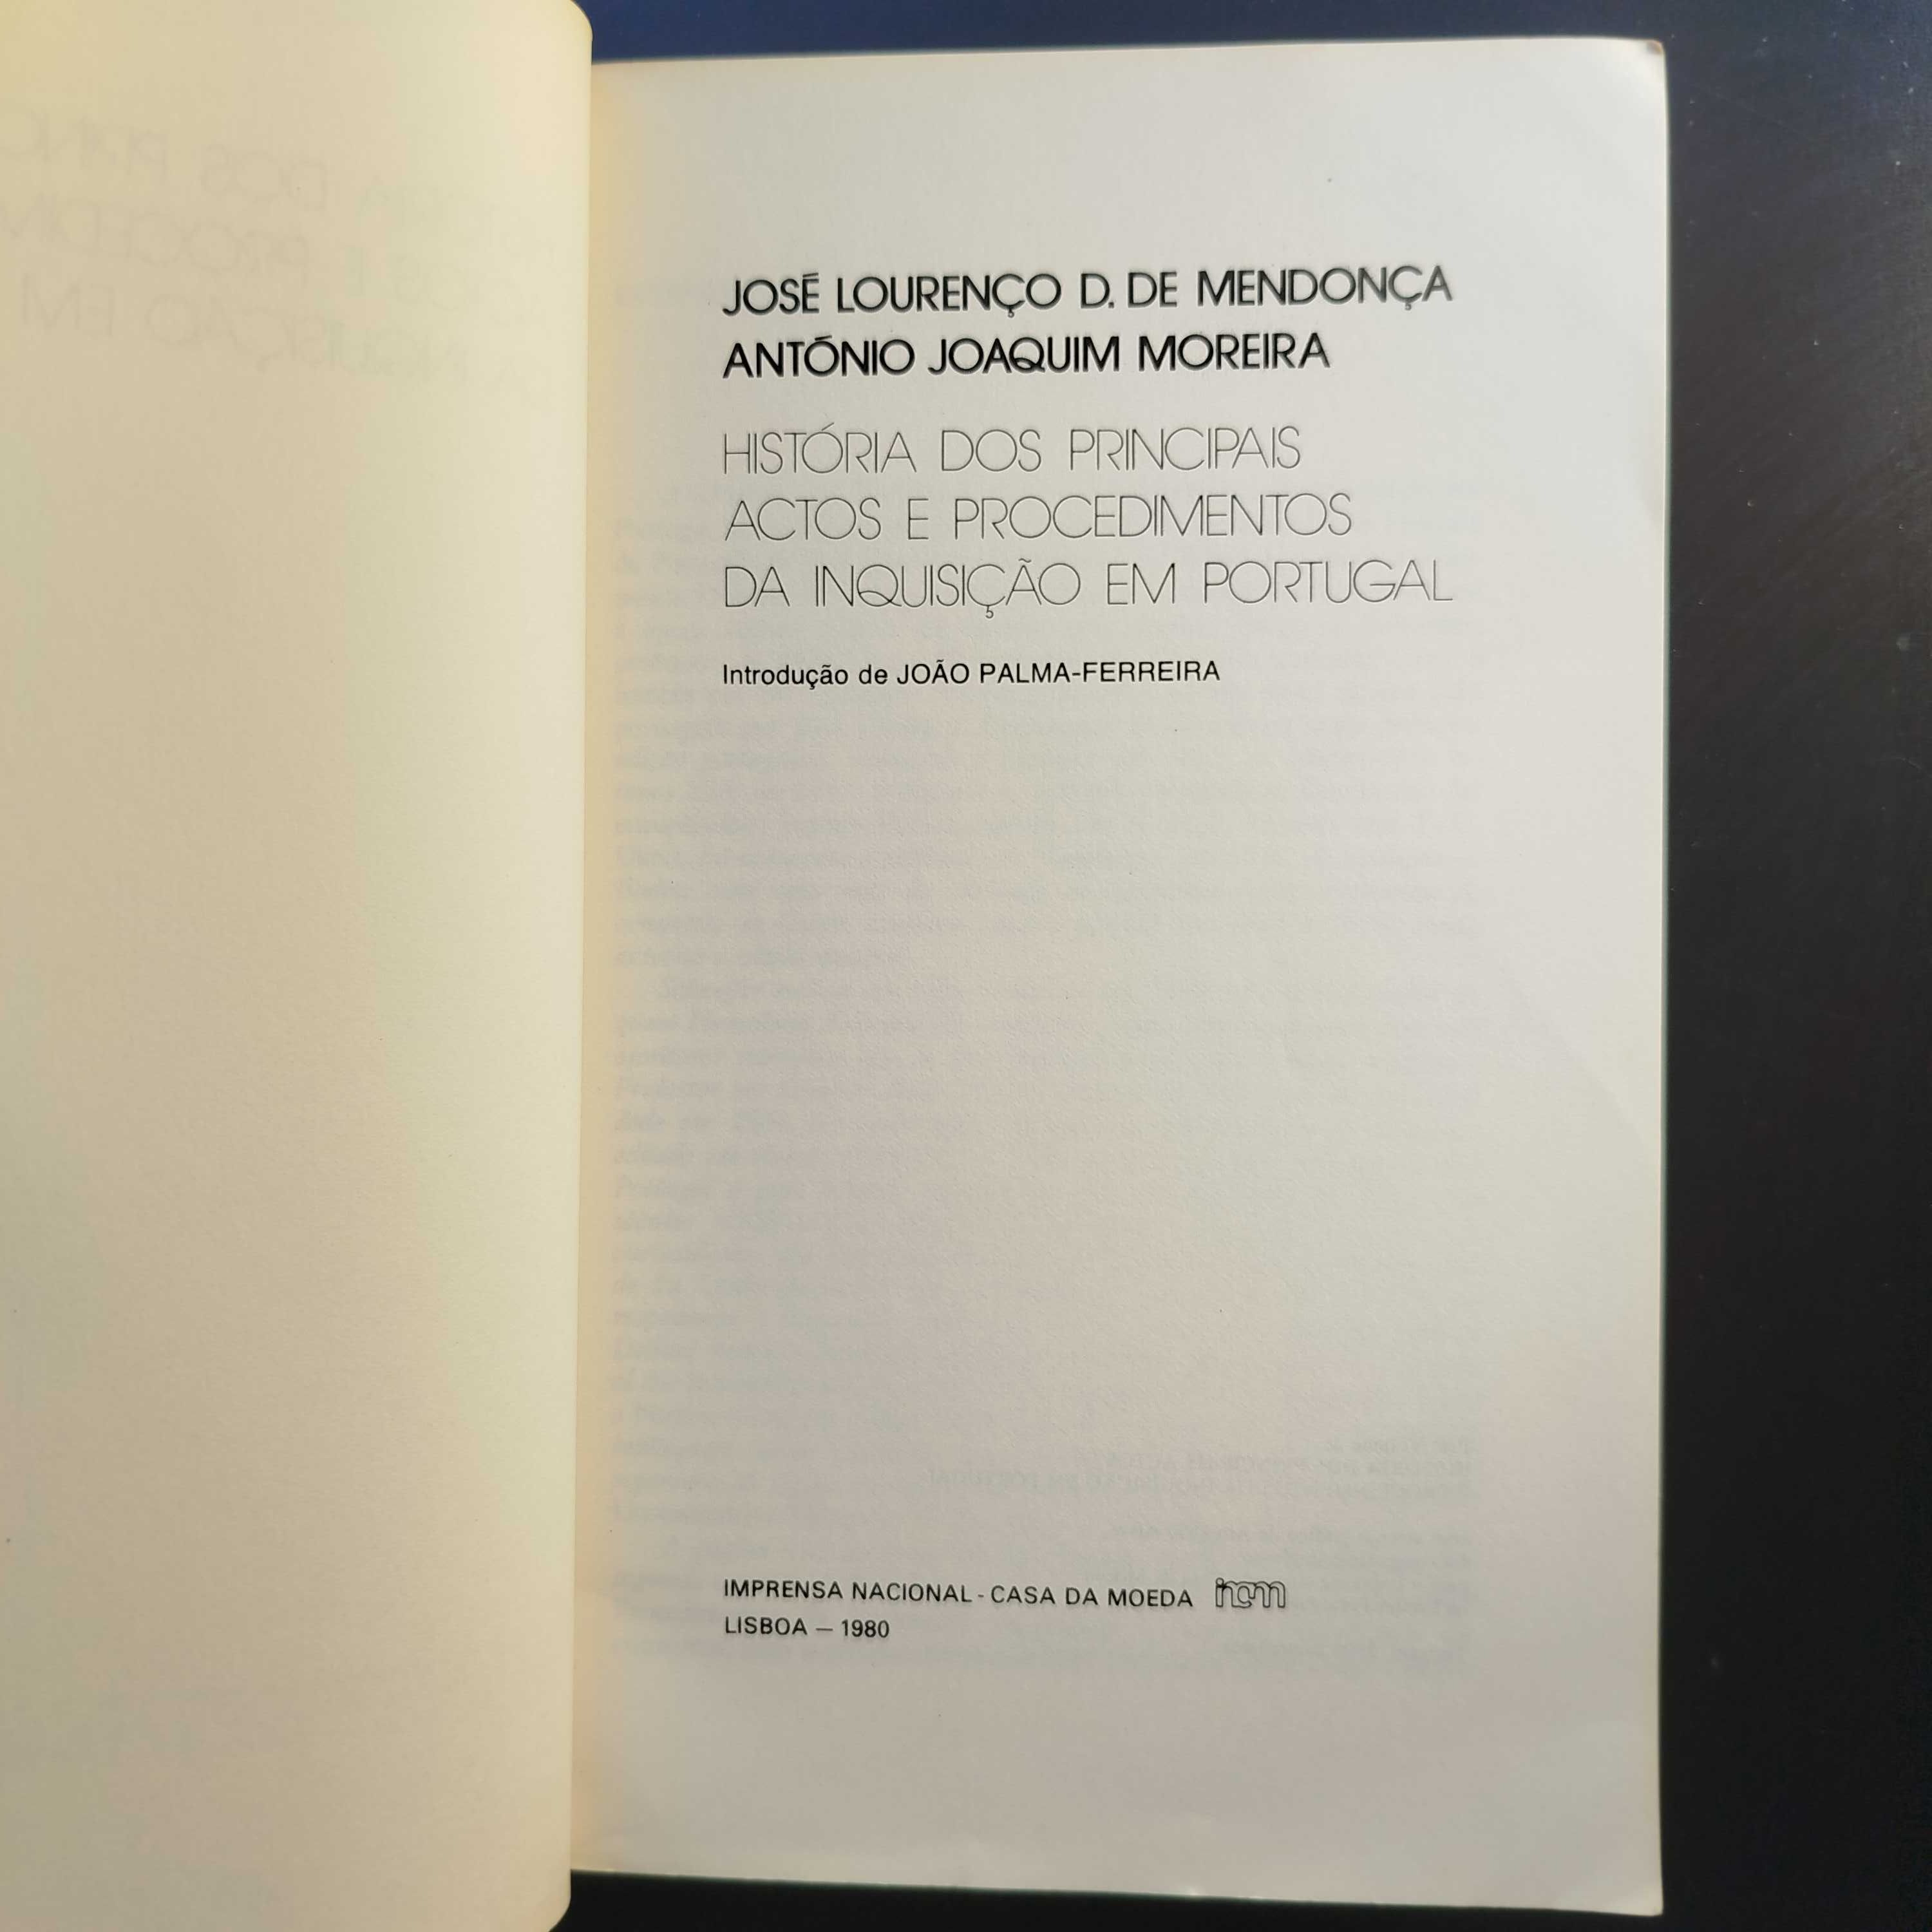 JOSÉ LOURENÇO D. DE MENDONÇA
ANTÓNIO JOAQUIM MOREIRA
HISTÓRIA DOS PRINCIPAIS
ACTOS E PROCEDIMENTOS
DA INQUISIÇÃO EM PORTUGAL
Introdução de JOÃO PALMA-FERREIRA
IMPRENSA NACIONAL - CASA DA MOEDA incm
LISBOA — 1980